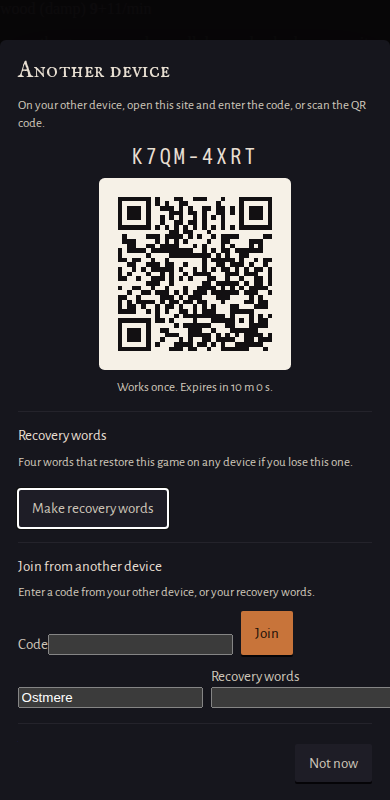 Another device
On your other device, open this site and enter the code, or scan the QR
code.
K7QM-4XRT
Works once. Expires in 10 m 0 s.
Recovery words
Four words that restore this game on any device if you lose this one.
Make recovery words
Join from another device
Enter a code from your other device, or your recovery words.
Code
Join
Recovery words
Ostmere
Not now